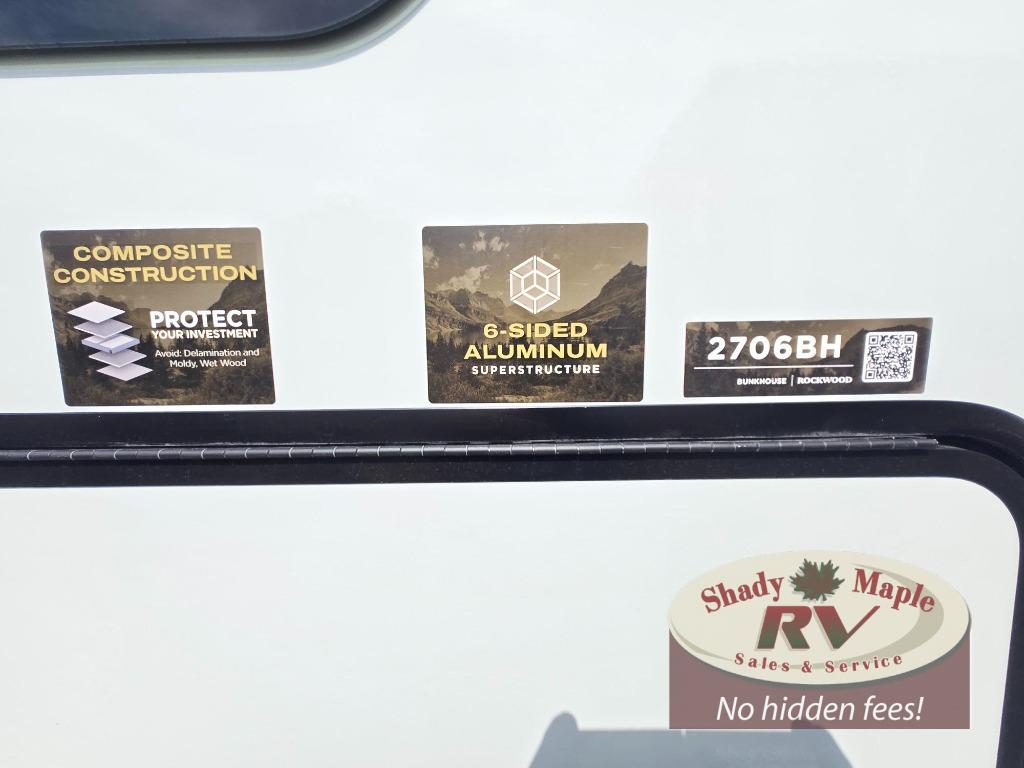 COMPOSITE
CONSTRUCTION
PROTECT
YOUR INVESTMENT
Avoid: Delamination and
Moldy, Wet Wood
6-SIDED
ALUMINUM
SUPERSTRUCTURE
2706BH
BUNKHOUSE | ROCKWOOD
Shady Maple
RV
Sales & Service
No hidden fees!